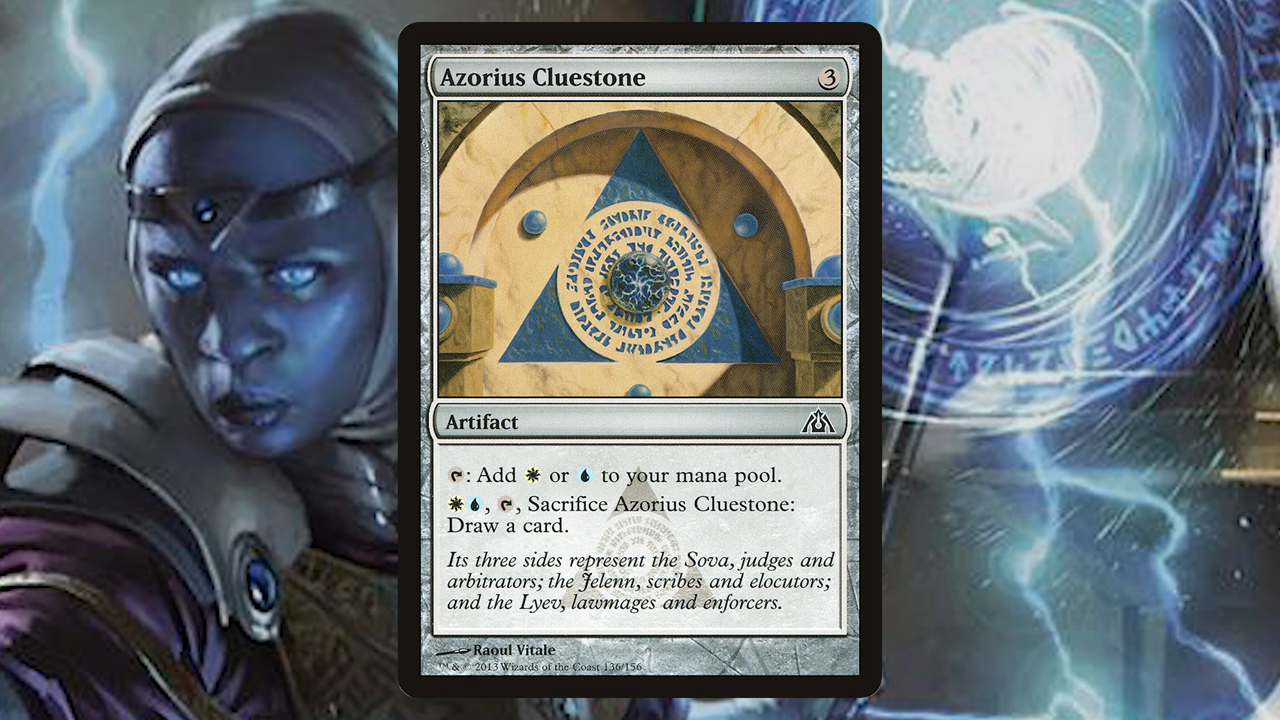 Azorius Cluestone 3
Artifact
: Add or to your mana pool.
, , Sacrifice Azorius Cluestone:
Draw a card.
Its three sides represent the Sova, judges and
arbitrators; the Jelenn, scribes and elocutors;
and the Lyev, lawmages and enforcers.
Raoul Vitale
™ & © 2013 Wizards of the Coast 136/156